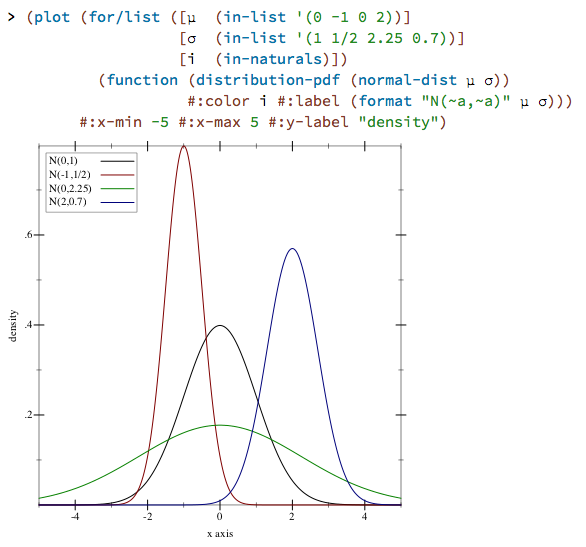 > (plot (for/list ([μ (in-list '(0 -1 0 2))]
[σ (in-list '(1 1/2 2.25 0.7))]
[i (in-naturals)])
(function (distribution-pdf (normal-dist μ σ))
#:color i #:label (format "N(~a,~a)" μ σ)))
#:x-min -5 #:x-max 5 #:y-label "density")
N(0,1)
N(-1,1/2)
N(0,2.25)
N(2,0.7)
.6
.4
.2
density
-4 -2 0 2 4
x axis